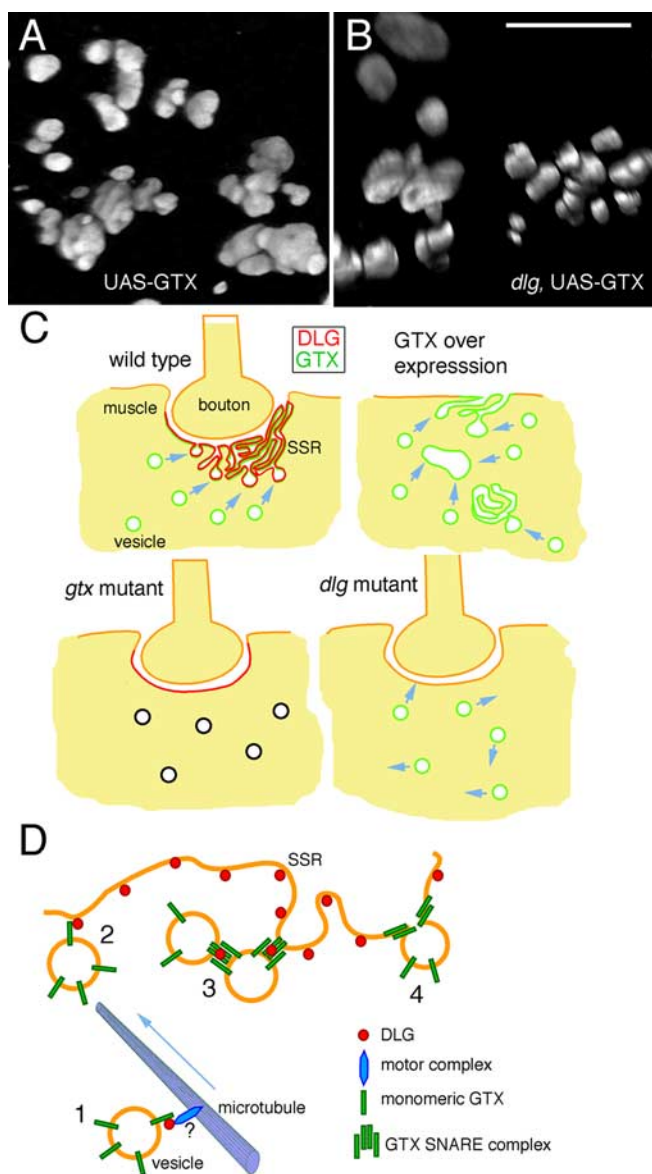 A
B
UAS-GTX
dlg, UAS-GTX
C
wild type
DLG
GTX
GTX over
expresssion
muscle
bouton
SSR
vesicle
gtx mutant
dlg mutant
D
SSR
2
3
4
1
?
microtubule
vesicle
DLG
motor complex
monomeric GTX
GTX SNARE complex